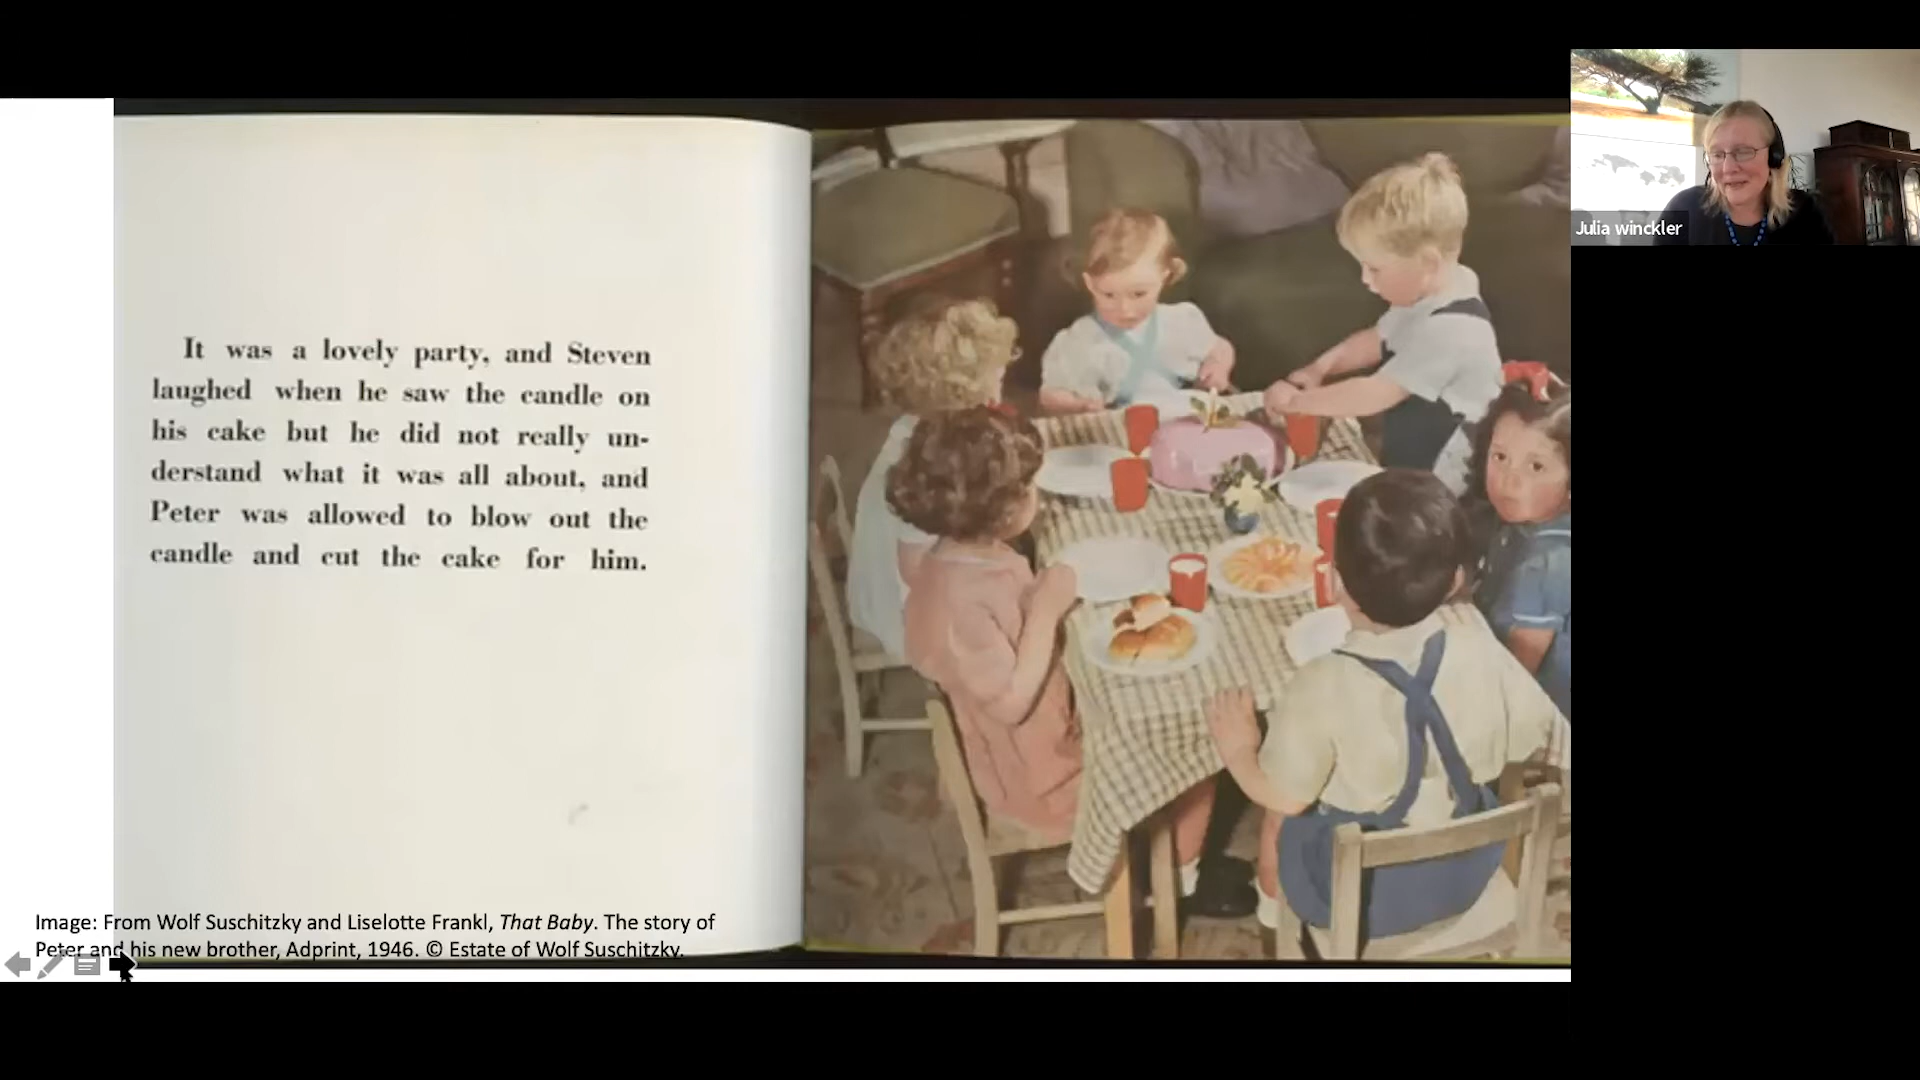 It was a lovely party, and Steven
laughed when he saw the candle on
his cake but he did not really un-
derstand what it was all about, and
Peter was allowed to blow out the
candle and cut the cake for him.
Image: From Wolf Suschitzky and Liselotte Frankl, That Baby. The story of
Peter and his new brother, Adprint, 1946. © Estate of Wolf Suschitzky.
Julia winckler